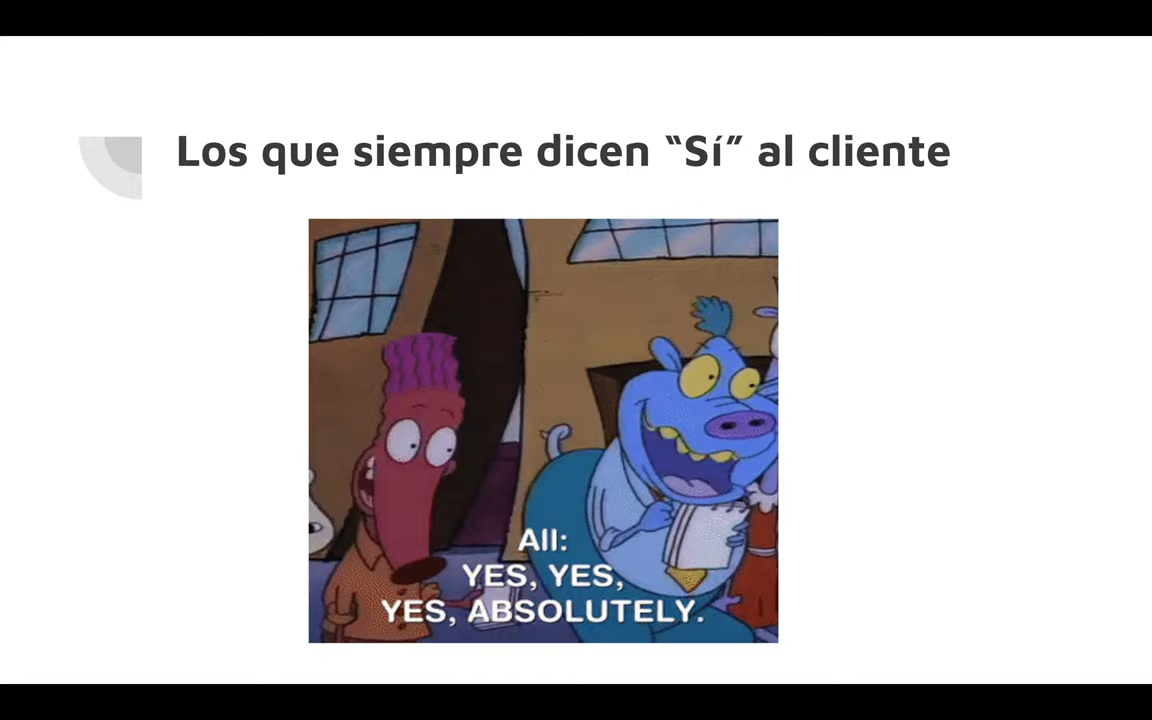 Los que siempre dicen “Sí” al cliente
All:
YES, YES,
YES, ABSOLUTELY.